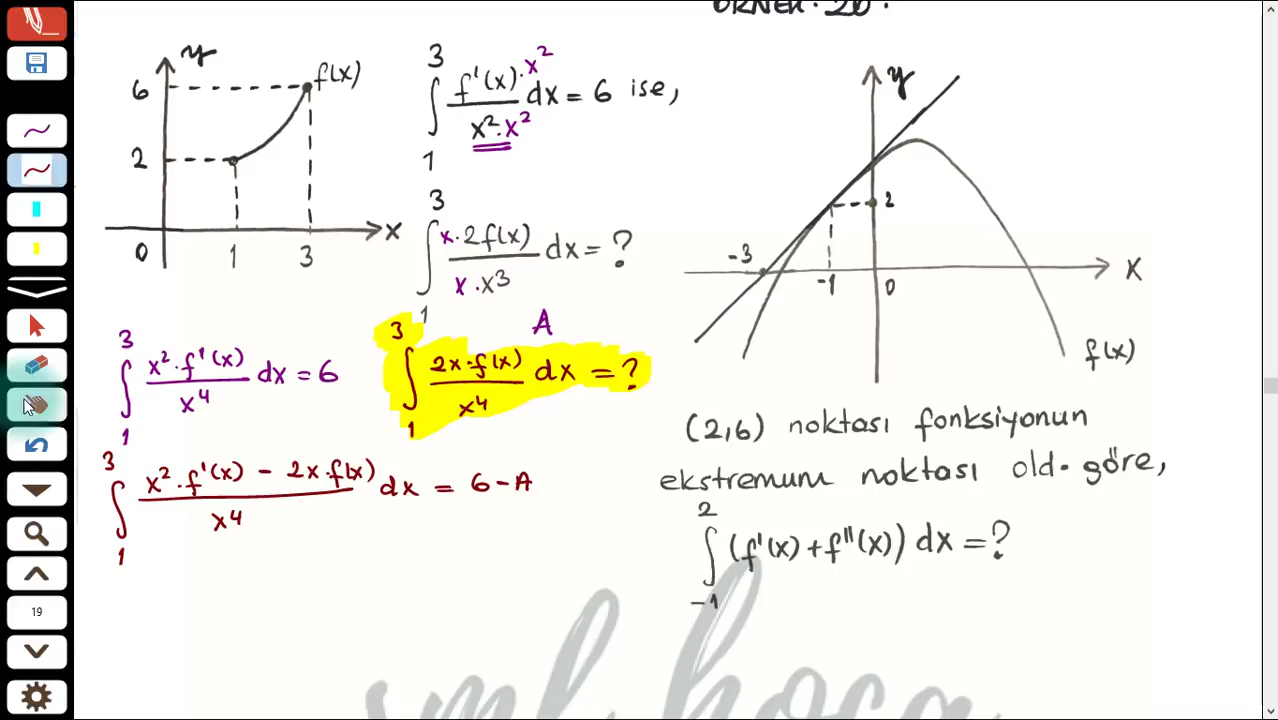 ÖRNEK·20·
y
6
f(x)
2
0
1
3
x
3
∫ f'(x)·x² / x²·x² dx = 6 ise,
1
3
∫ x·2f(x) / x·x³ dx = ?
1
A
3
∫ x²·f'(x) / x⁴ dx = 6
1
3
∫ 2x·f(x) / x⁴ dx = ?
1
3
∫ x²·f'(x) − 2x·f(x) / x⁴ dx = 6−A
1
y
2
-3
-1
0
x
f(x)
(2,6) noktası fonksiyonun
ekstremum noktası old· göre,
2
∫ (f'(x) + f''(x)) dx = ?
−1
19